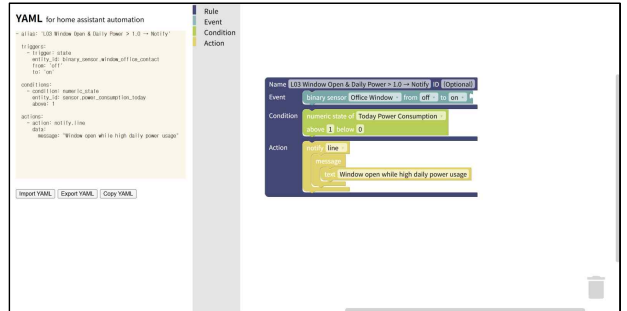 YAML for home assistant automation
- alias: 'L03 Window Open & Daily Power > 1.0 → Notify'
triggers:
- trigger: state
entity_id: binary_sensor.window_office_contact
from: 'off'
to: 'on'
conditions:
- condition: numeric_state
entity_id: sensor.power_consumption_today
above: 1
actions:
- action: notify.line
data:
message: "Window open while high daily power usage"
Import YAML Export YAML Copy YAML
Rule
Event
Condition
Action
Name L03 Window Open & Daily Power > 1.0 → Notify ID (Optional)
Event binary sensor Office Window from off to on
Condition numeric state of Today Power Consumption
above 1 below 0
Action notify line
message
text Window open while high daily power usage